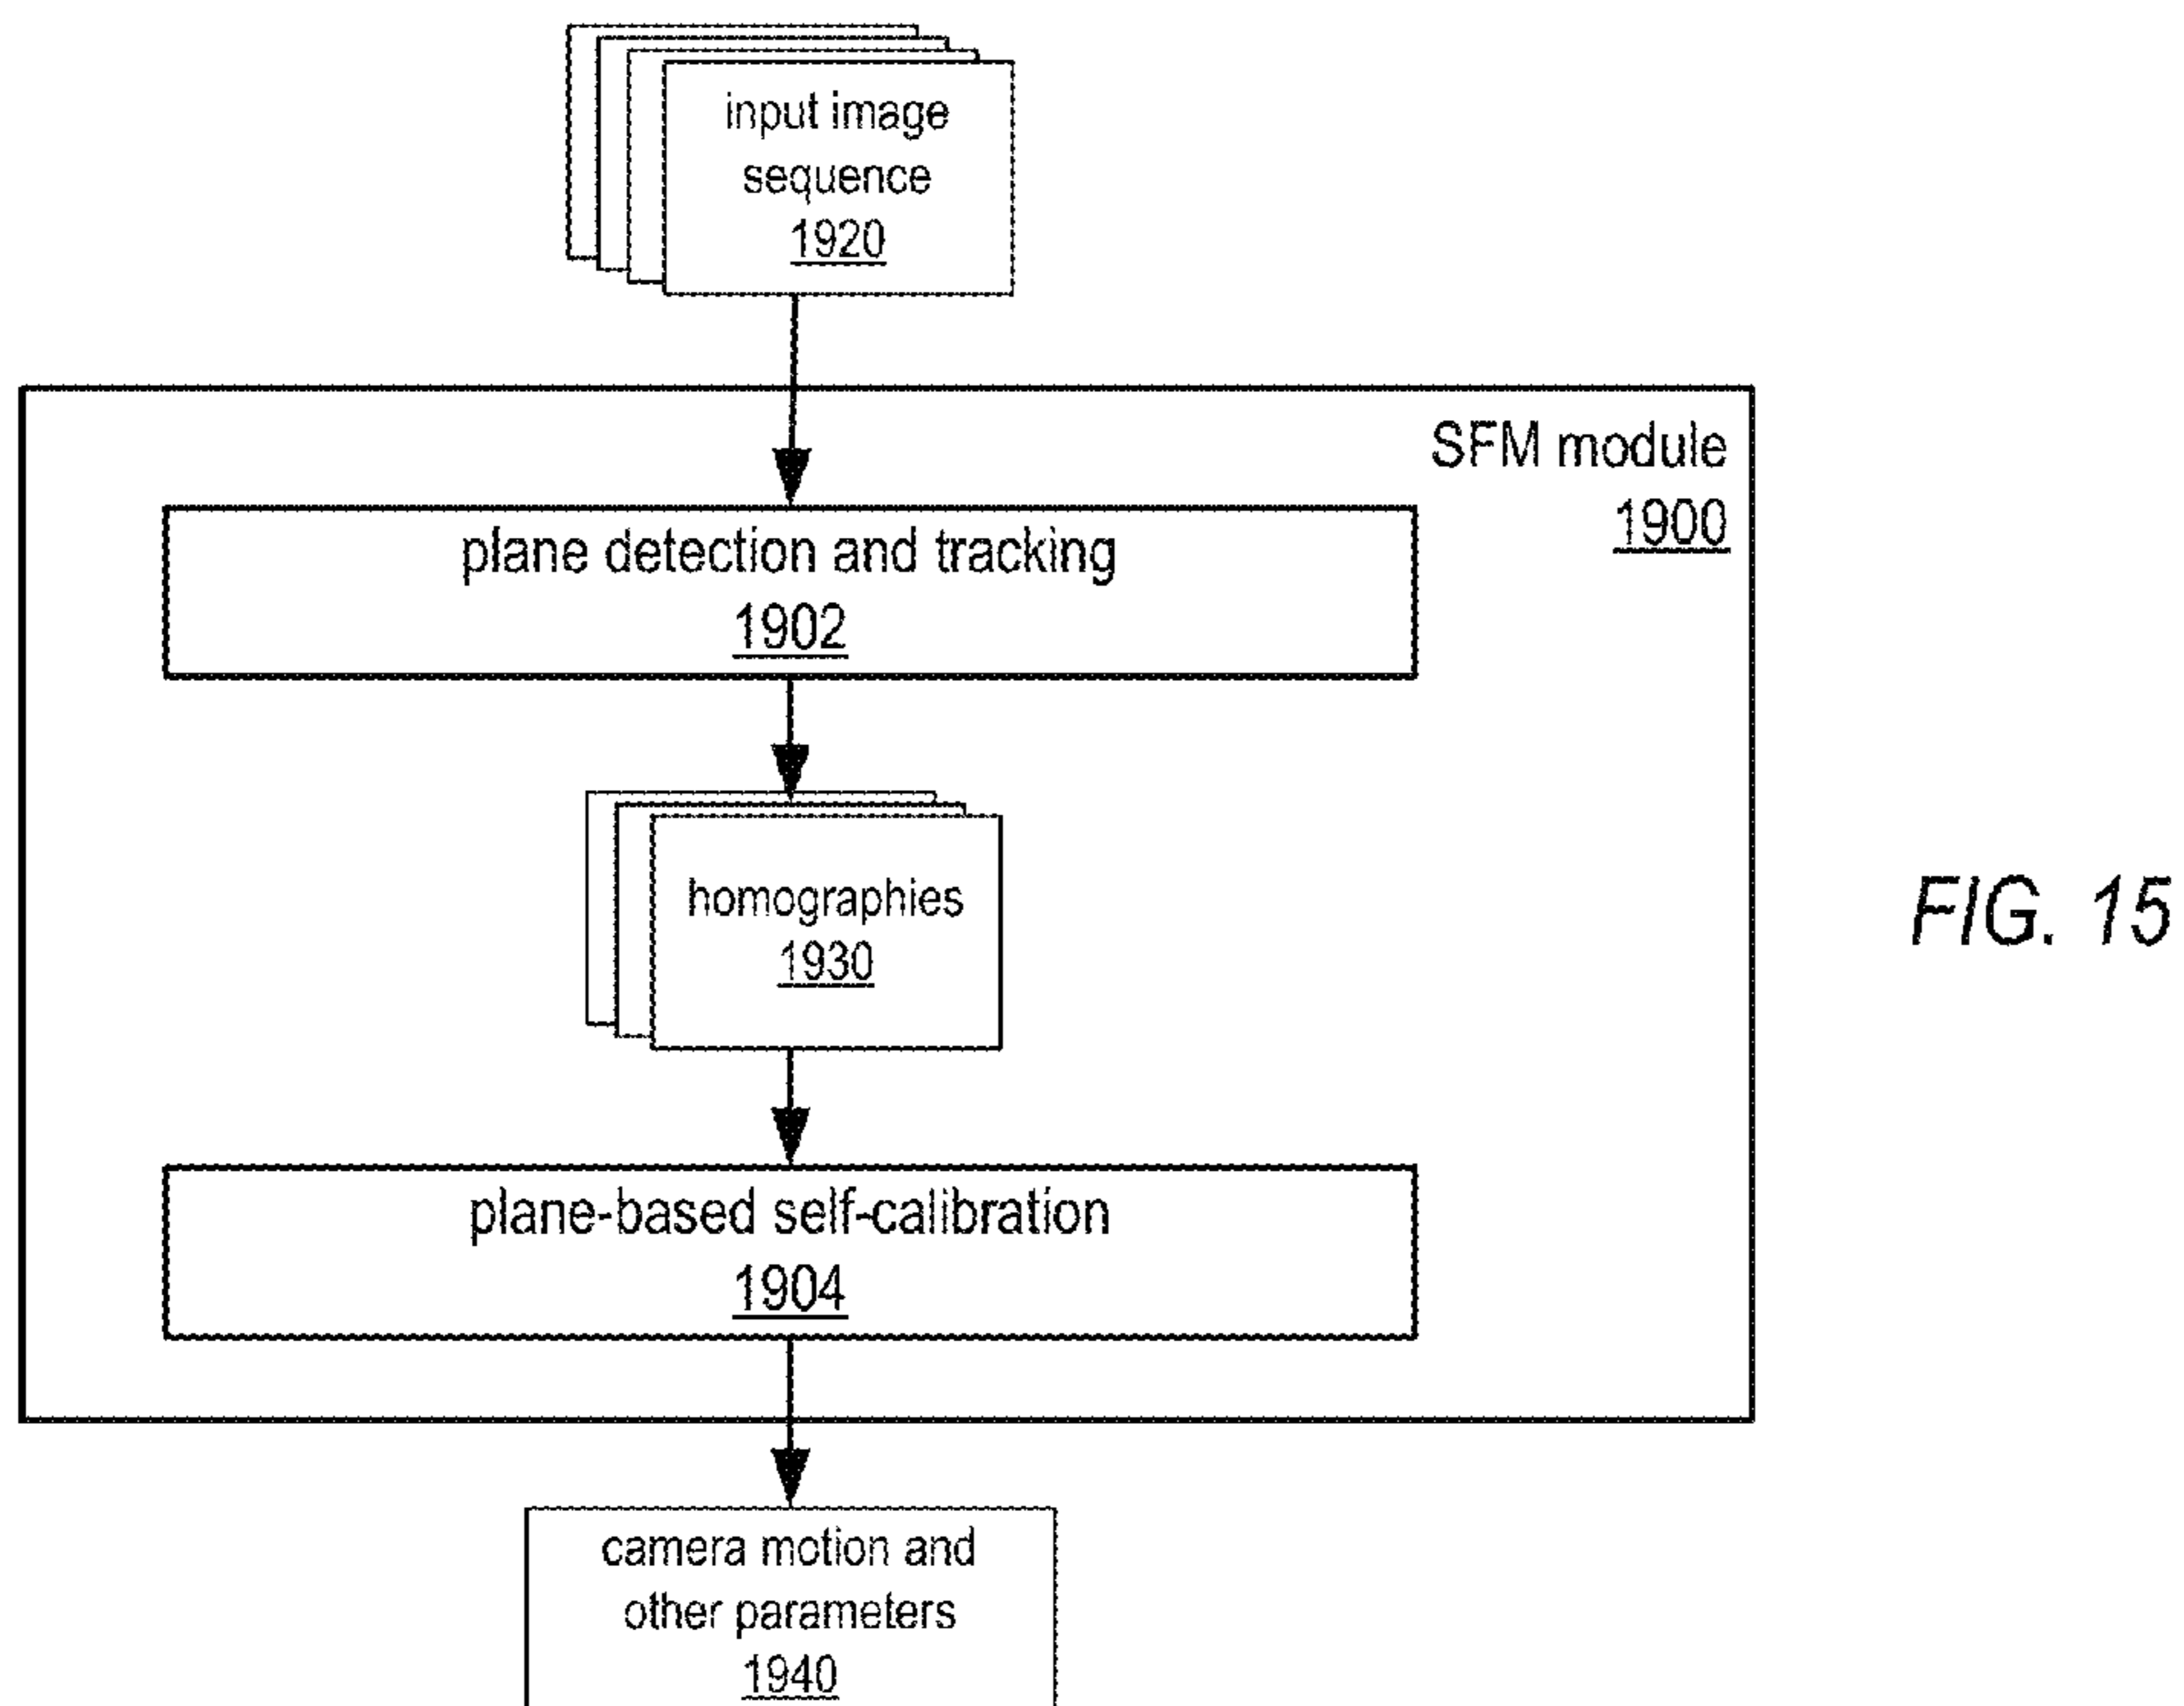 input image
sequence
1920
SFM module
1900
plane detection and tracking
1902
homographies
1930
FIG. 15
plane-based self-calibration
1904
camera motion and
other parameters
1940